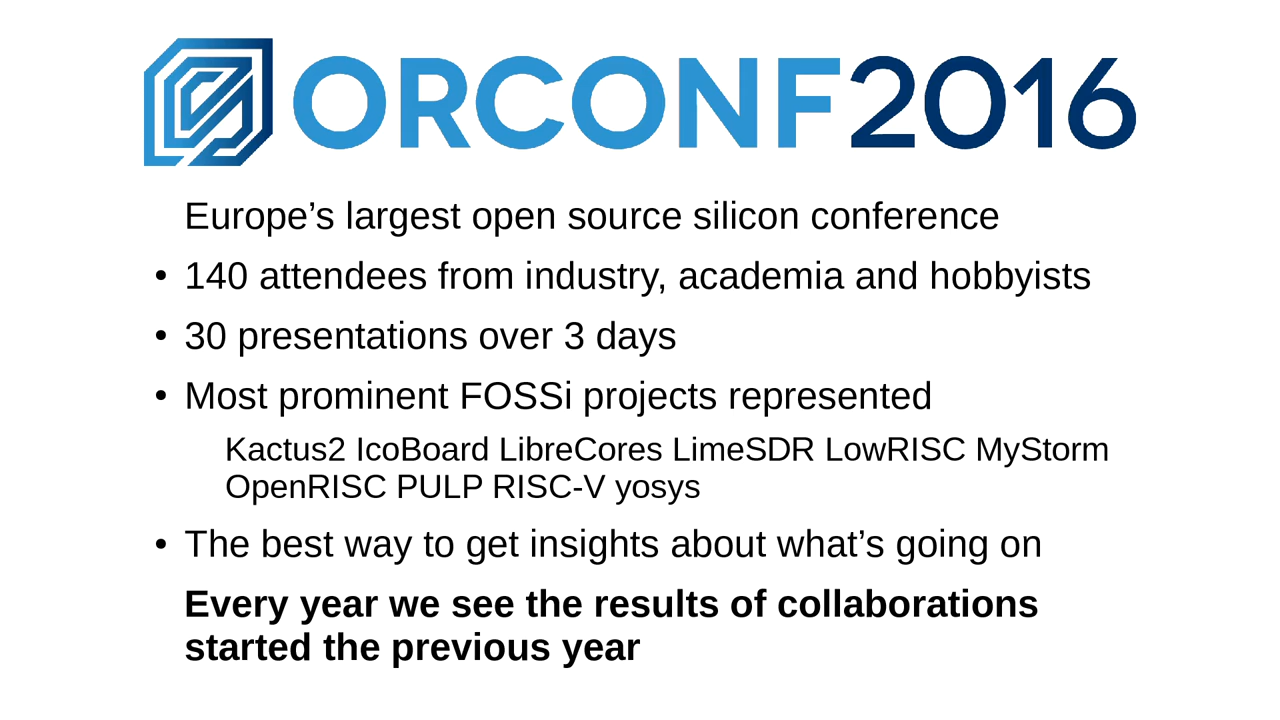 ORCONF2016
Europe’s largest open source silicon conference
• 140 attendees from industry, academia and hobbyists
• 30 presentations over 3 days
• Most prominent FOSSi projects represented
Kactus2 IcoBoard LibreCores LimeSDR LowRISC MyStorm
OpenRISC PULP RISC-V yosys
• The best way to get insights about what’s going on
Every year we see the results of collaborations
started the previous year